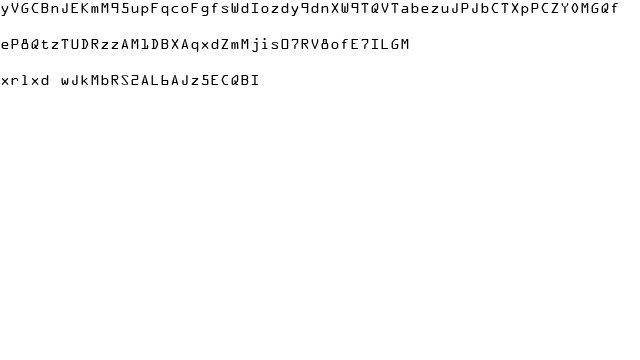 yVGCBnJEKmM95upFqcoFgfsWdIozdy9dnXW9TQVTabezuJPJbCTXpPCZY0MGQf
eP8QtzTUDRzzAM1DBXAqxdZmMjisO7RV8ofE7ILGM
xrlxd wJkMbRS2AL6AJz5ECQBI